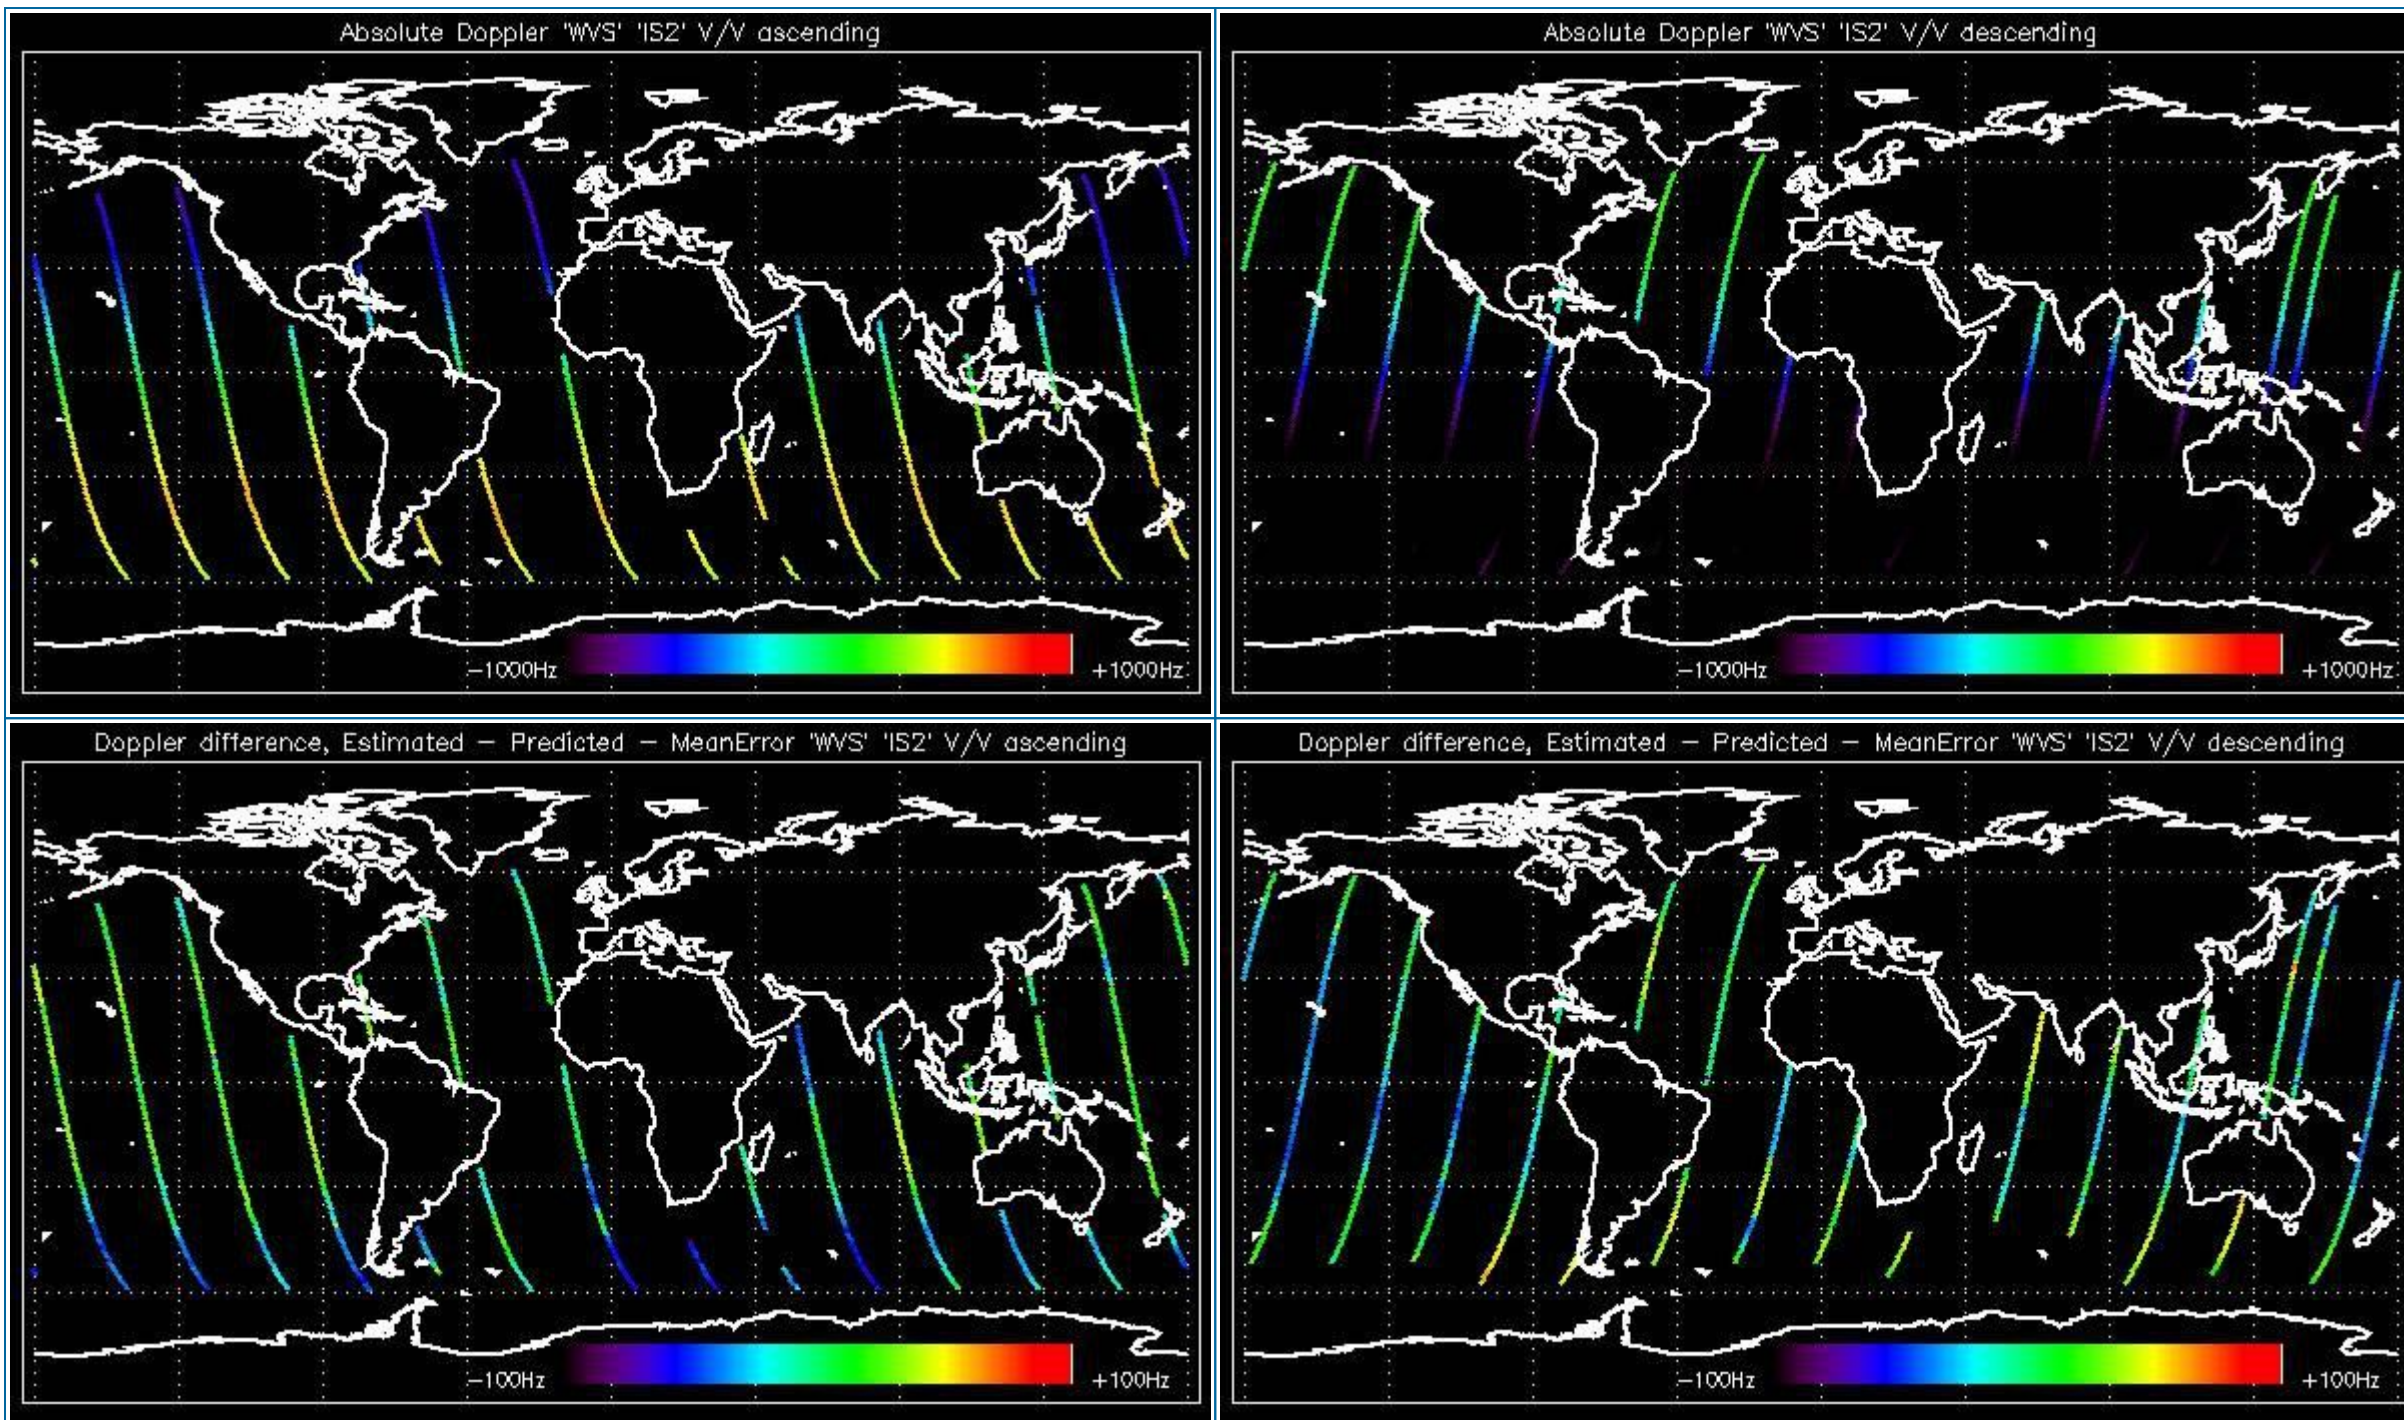 Absolute Doppler 'WVS' 'IS2' V/V ascending
-1000Hz
+1000Hz
Absolute Doppler 'WVS' 'IS2' V/V descending
-1000Hz
+1000Hz
Doppler difference, Estimated - Predicted - MeanError 'WVS' 'IS2' V/V ascending
-100Hz
+100Hz
Doppler difference, Estimated - Predicted - MeanError 'WVS' 'IS2' V/V descending
-100Hz
+100Hz